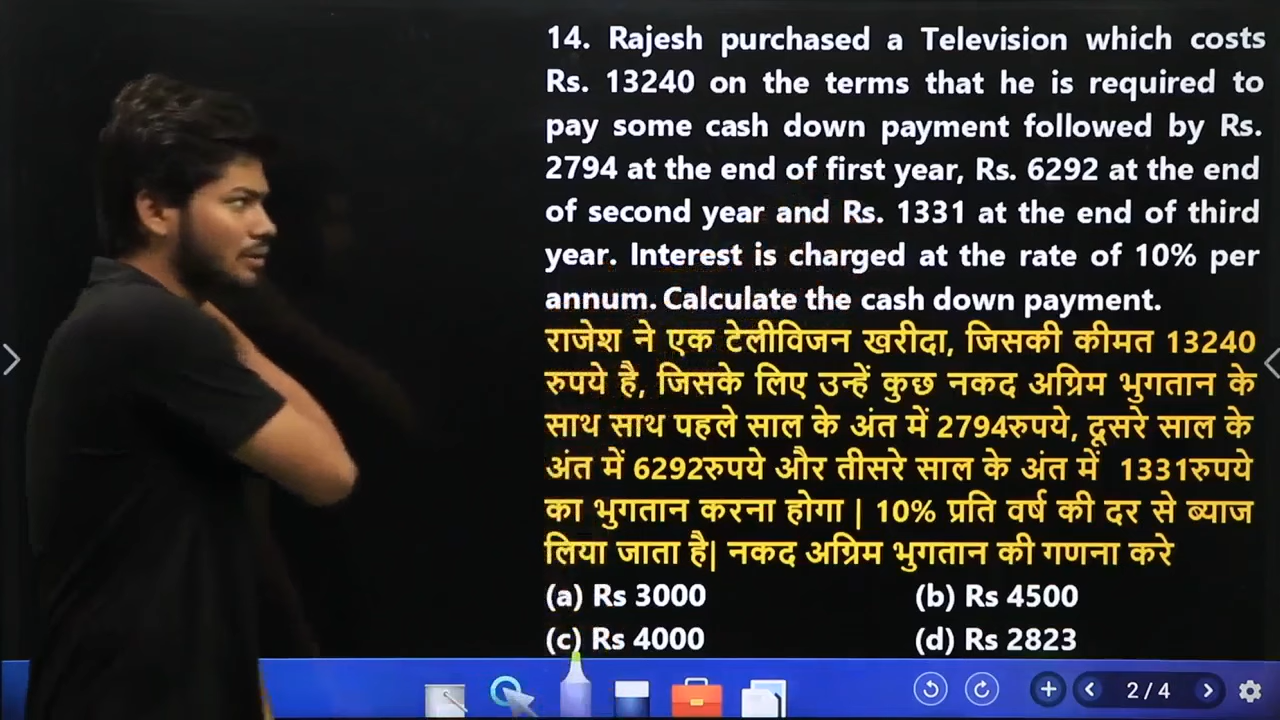 14. Rajesh purchased a Television which costs
Rs. 13240 on the terms that he is required to
pay some cash down payment followed by Rs.
2794 at the end of first year, Rs. 6292 at the end
of second year and Rs. 1331 at the end of third
year. Interest is charged at the rate of 10% per
annum. Calculate the cash down payment.
राजेश ने एक टेलीविजन खरीदा, जिसकी कीमत 13240
रुपये है, जिसके लिए उन्हें कुछ नकद अग्रिम भुगतान के
साथ साथ पहले साल के अंत में 2794रुपये, दूसरे साल के
अंत में 6292रुपये और तीसरे साल के अंत में 1331रुपये
का भुगतान करना होगा | 10% प्रति वर्ष की दर से ब्याज
लिया जाता है| नकद अग्रिम भुगतान की गणना करे
(a) Rs 3000 (b) Rs 4500
(c) Rs 4000 (d) Rs 2823
2 / 4